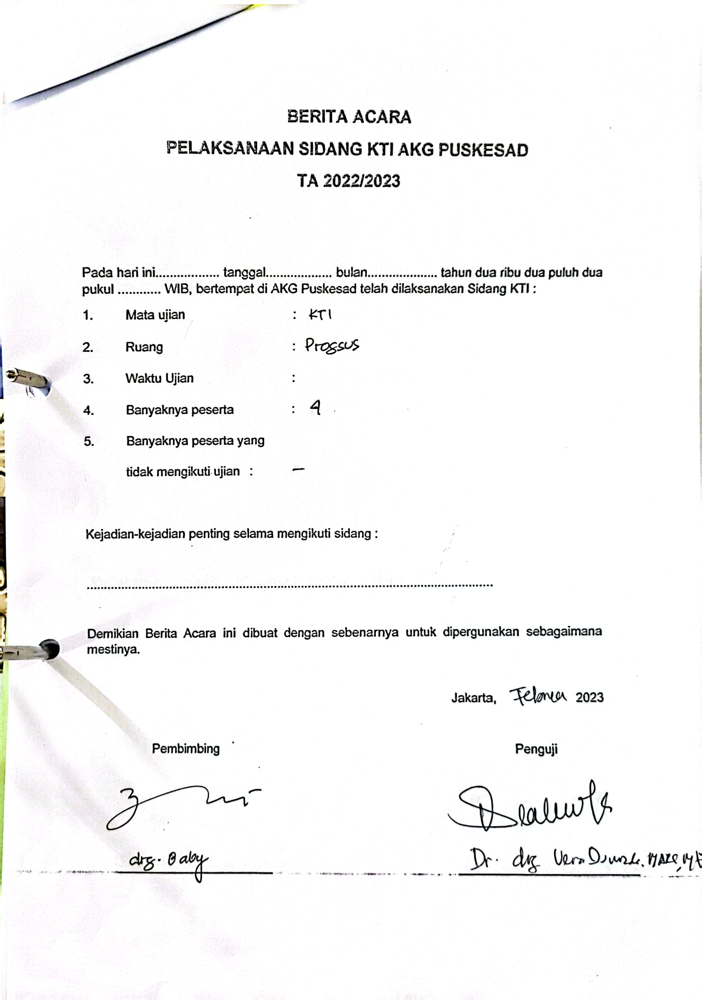 BERITA ACARA
PELAKSANAAN SIDANG KTI AKG PUSKESAD
TA 2022/2023
Pada hari ini.................. tanggal................... bulan.................... tahun dua ribu dua puluh dua
pukul ............ WIB, bertempat di AKG Puskesad telah dilaksanakan Sidang KTI :
1. Mata ujian : KTI
2. Ruang : Progsus
3. Waktu Ujian :
4. Banyaknya peserta : 4
5. Banyaknya peserta yang
tidak mengikuti ujian : –
Kejadian-kejadian penting selama mengikuti sidang :
....................................................................................................................
Demikian Berita Acara ini dibuat dengan sebenarnya untuk dipergunakan sebagaimana
mestinya.
Jakarta, Februari 2023
Pembimbing Penguji
drg. Baby Dr. drg Vera